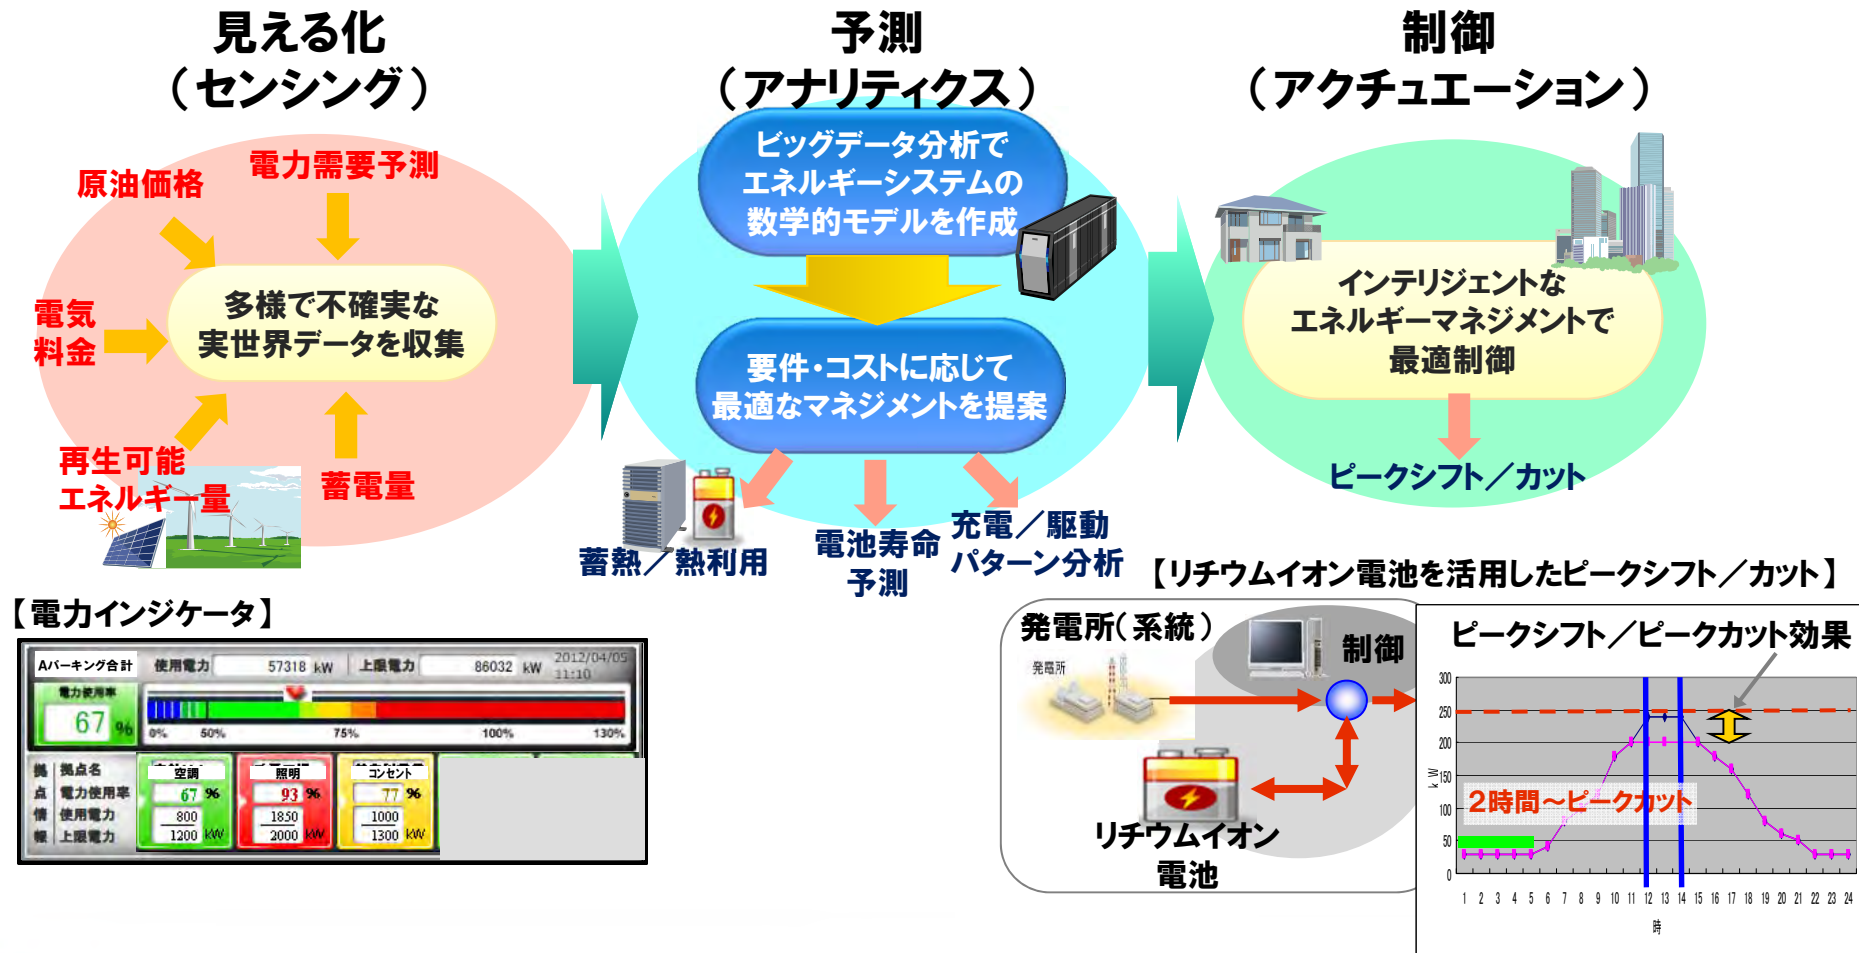 見える化
（センシング）
原油価格
電力需要予測
電気
料金
多様で不確実な
実世界データを収集
再生可能
エネルギー量
蓄電量
予測
（アナリティクス）
ビッグデータ分析で
エネルギーシステムの
数学的モデルを作成
要件・コストに応じて
最適なマネジメントを提案
蓄熱／熱利用
電池寿命
予測
充電／駆動
パターン分析
制御
（アクチュエーション）
インテリジェントな
エネルギーマネジメントで
最適制御
ピークシフト／カット
【電力インジケータ】
Aパーキング合計 使用電力 57318 kW 上限電力 86032 kW 2012/04/05 11:10
電力使用率
67 %
0% 50% 75% 100% 130%
拠点情報
拠点名 空調 照明 コンセント
電力使用率 67 % 93 % 77 %
使用電力 800 1850 1000
上限電力 1200 kW 2000 kW 1300 kW
【リチウムイオン電池を活用したピークシフト／カット】
発電所（系統）
発電所
制御
リチウムイオン
電池
ピークシフト／ピークカット効果
300
250
200
150
100
50
0
kW
2時間～ピークカット
1 2 3 4 5 6 7 8 9 10 11 12 13 14 15 16 17 18 19 20 21 22 23 24
時